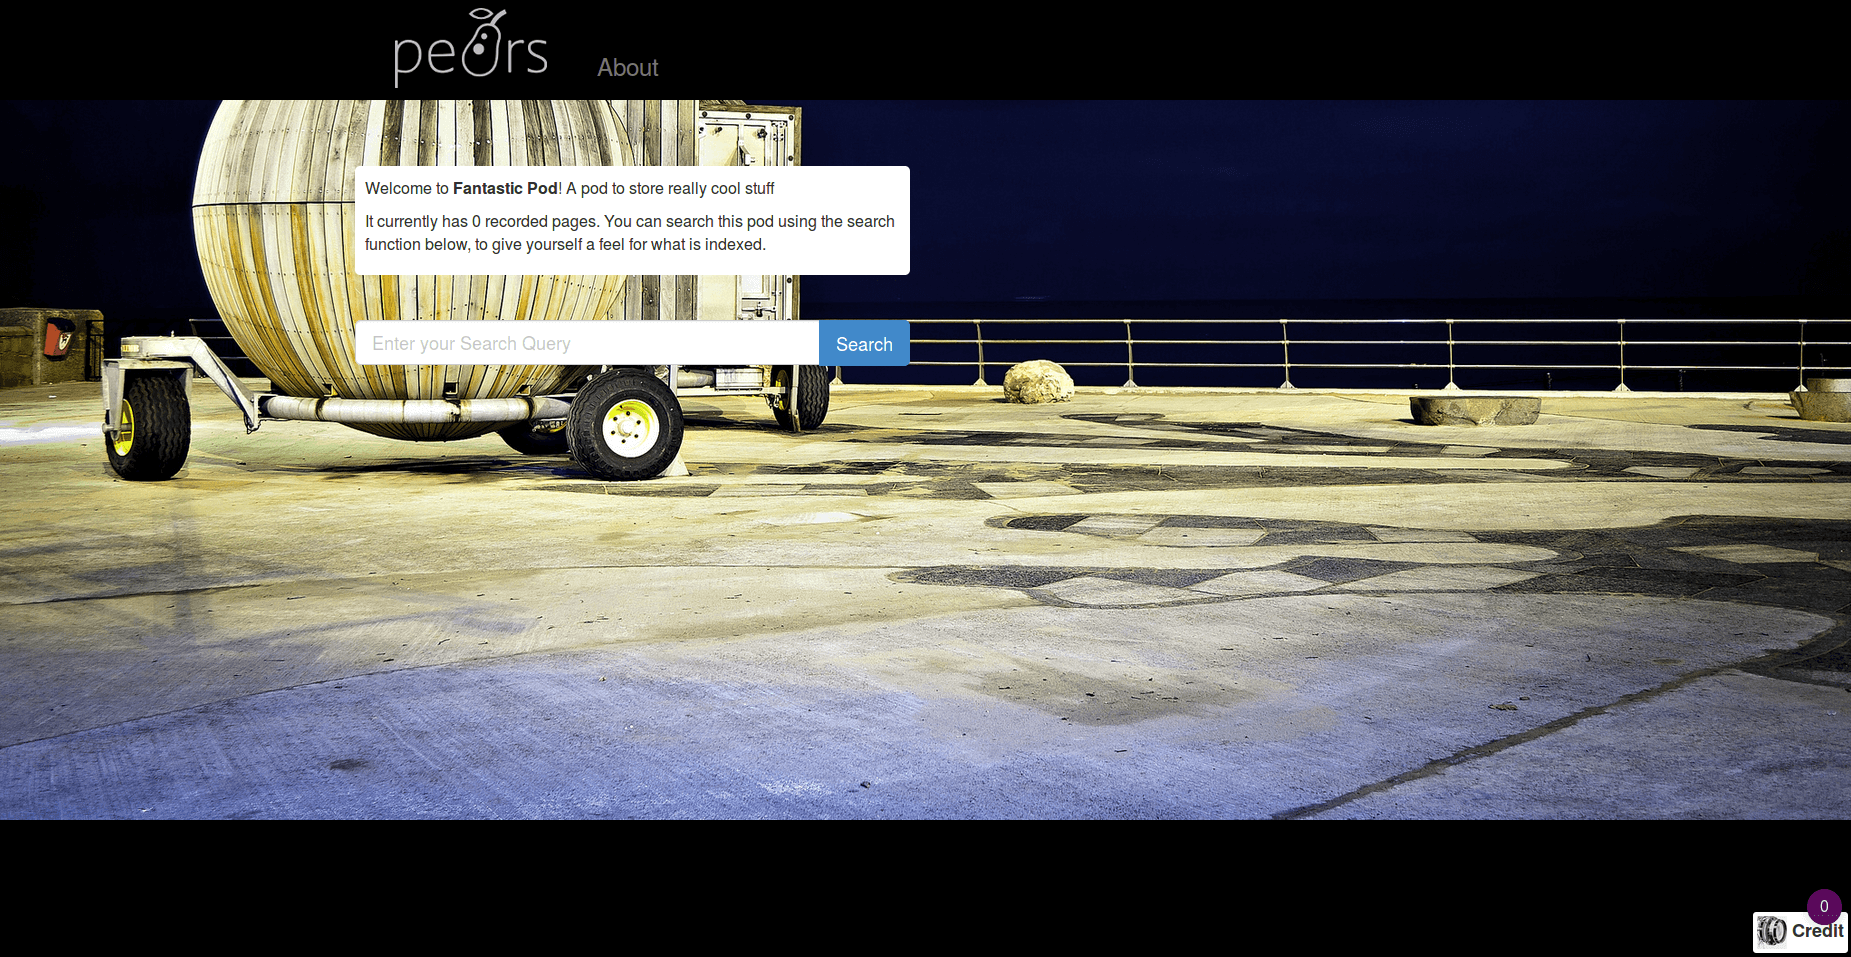 pears
About
Welcome to Fantastic Pod! A pod to store really cool stuff
It currently has 0 recorded pages. You can search this pod using the search
function below, to give yourself a feel for what is indexed.
Enter your Search Query
Search
0
Credit